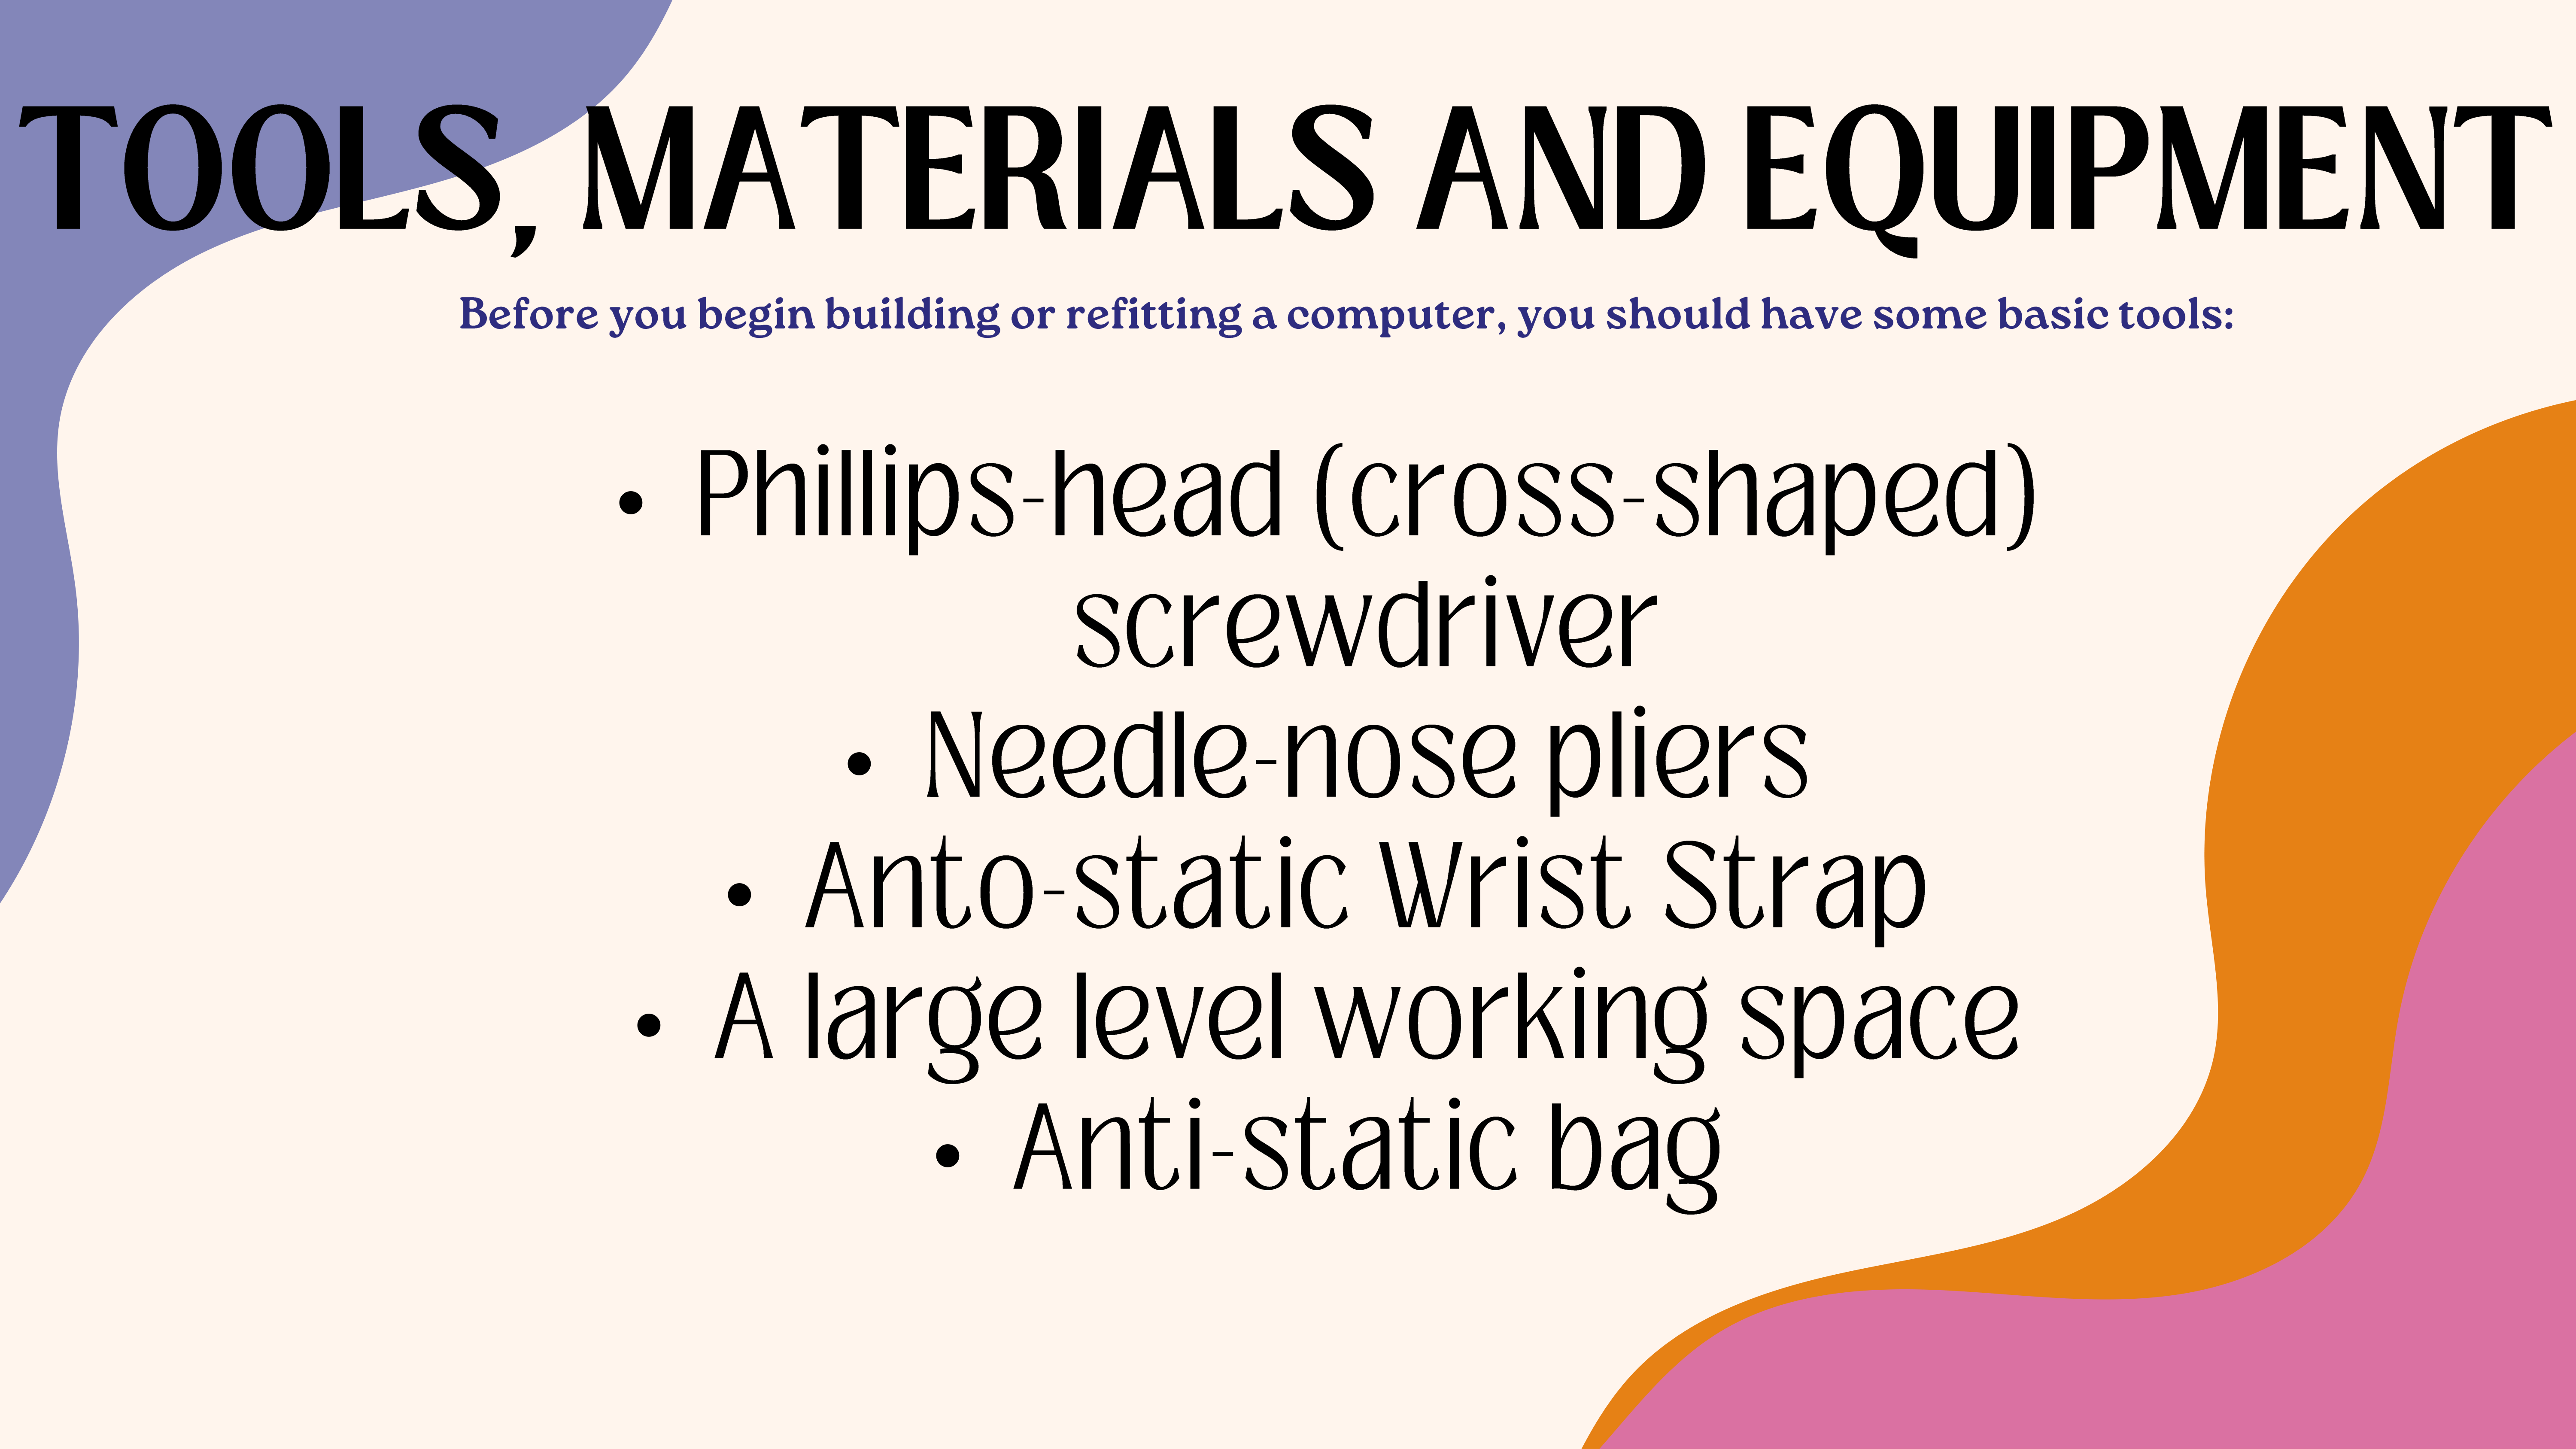 TOOLS, MATERIALS AND EQUIPMENT
Before you begin building or refitting a computer, you should have some basic tools:
• Phillips-head (cross-shaped)
screwdriver
• Needle-nose pliers
• Anto-static Wrist Strap
• A large level working space
• Anti-static bag